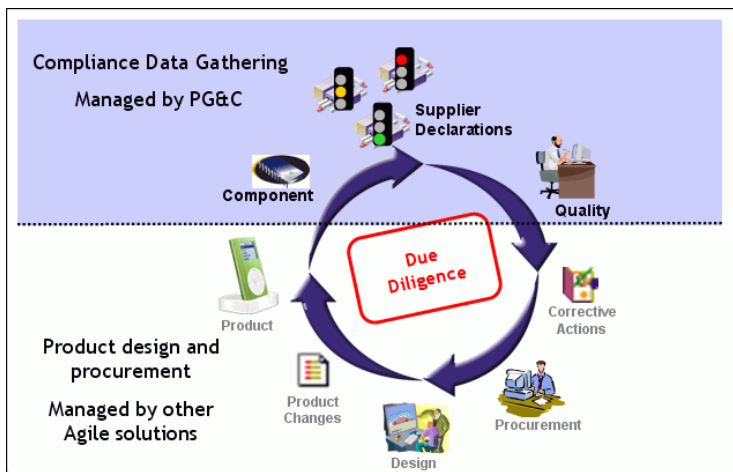 Compliance Data Gathering
Managed by PG&C
Supplier
Declarations
Component
Quality
Due
Diligence
Product
Corrective
Actions
Product design and
procurement
Managed by other
Agile solutions
Product
Changes
Procurement
Design